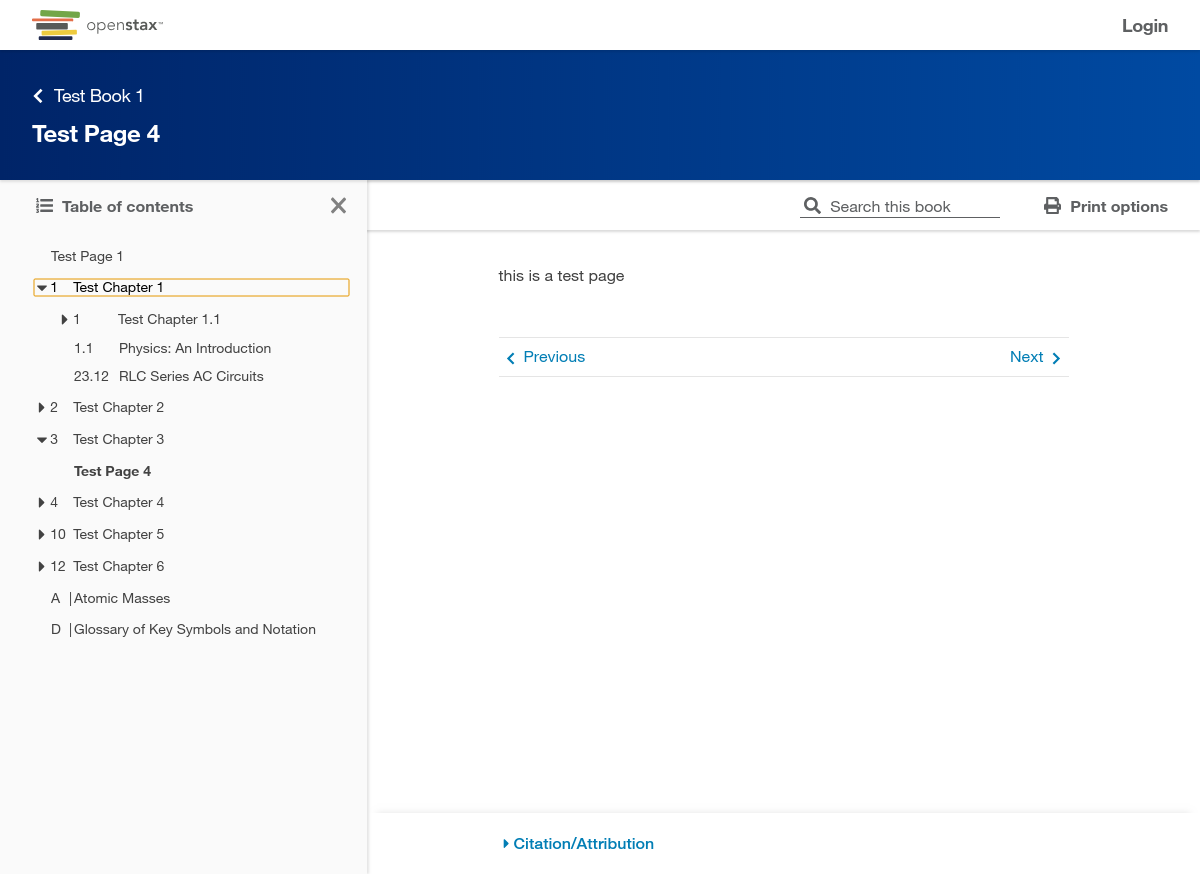 openstax™
Login
Test Book 1
Test Page 4
Table of contents
Search this book
Print options
Test Page 1
1 Test Chapter 1
1 Test Chapter 1.1
1.1 Physics: An Introduction
23.12 RLC Series AC Circuits
2 Test Chapter 2
3 Test Chapter 3
Test Page 4
4 Test Chapter 4
10 Test Chapter 5
12 Test Chapter 6
A |Atomic Masses
D |Glossary of Key Symbols and Notation
this is a test page
Previous
Next
Citation/Attribution